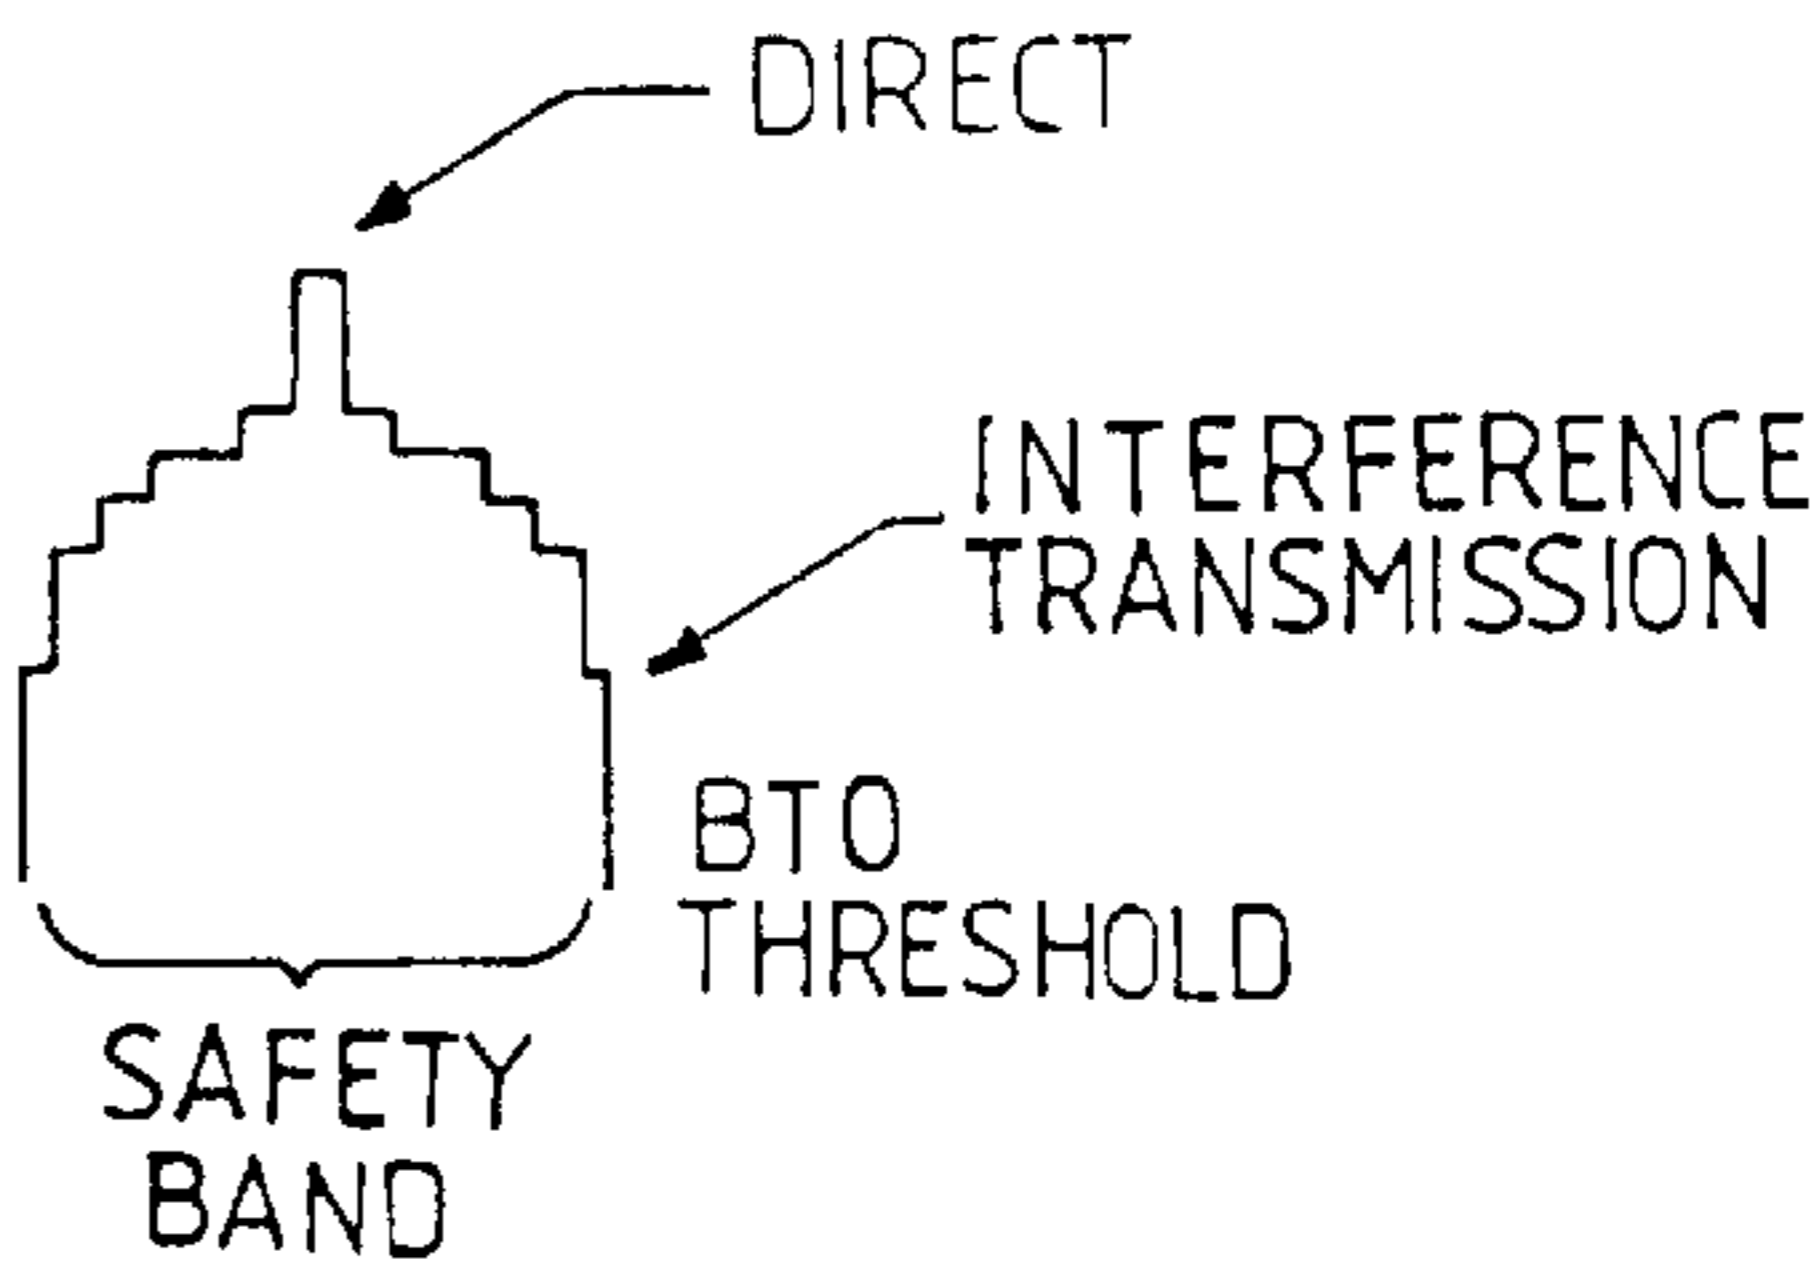 DIRECT
INTERFERENCE
TRANSMISSION
BTO
THRESHOLD
SAFETY
BAND